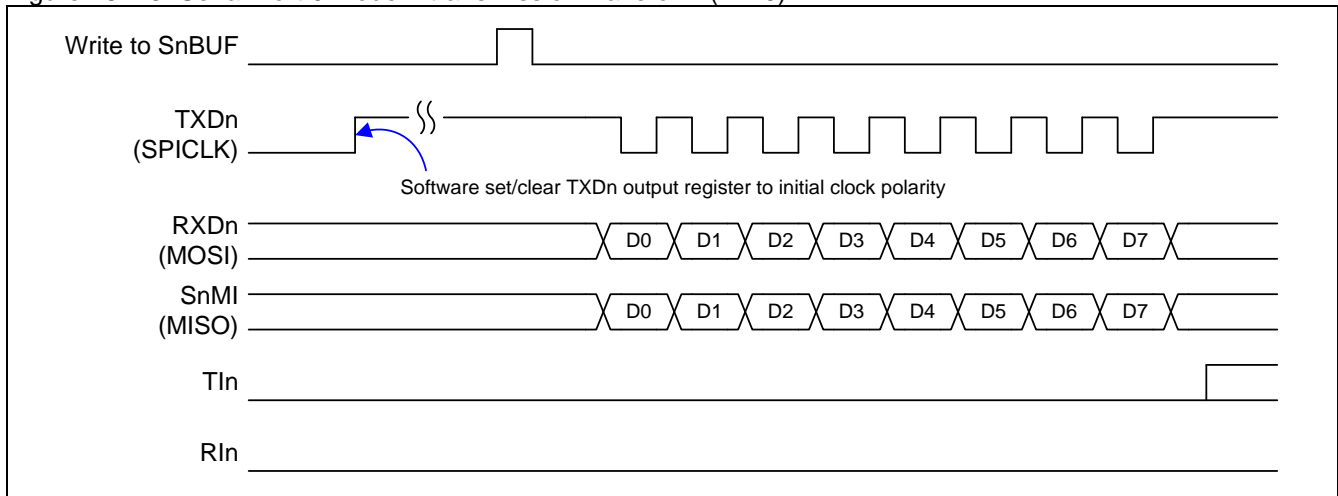 Write to SnBUF
TXDn
(SPICLK)
Software set/clear TXDn output register to initial clock polarity
RXDn
(MOSI)
D0 D1 D2 D3 D4 D5 D6 D7
SnMI
(MISO)
D0 D1 D2 D3 D4 D5 D6 D7
TIn
RIn